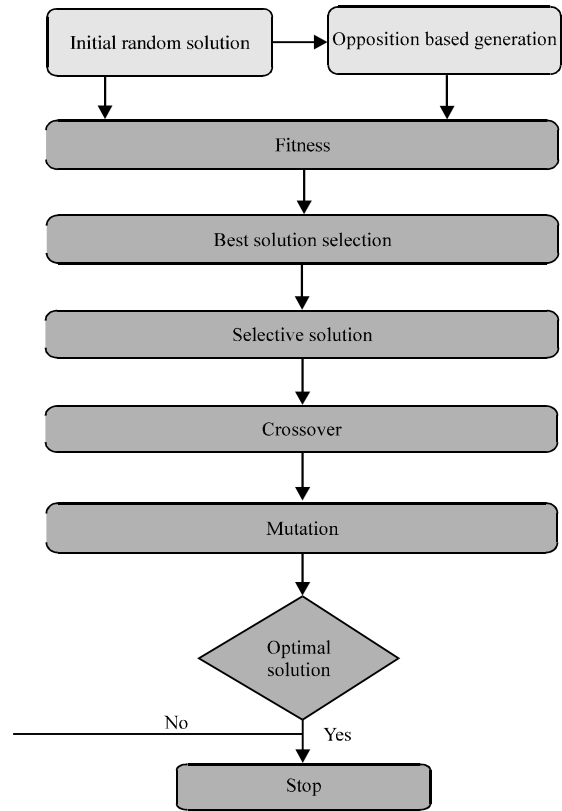 Initial random solution
Opposition based generation
Fitness
Best solution selection
Selective solution
Crossover
Mutation
Optimal
solution
No
Yes
Stop